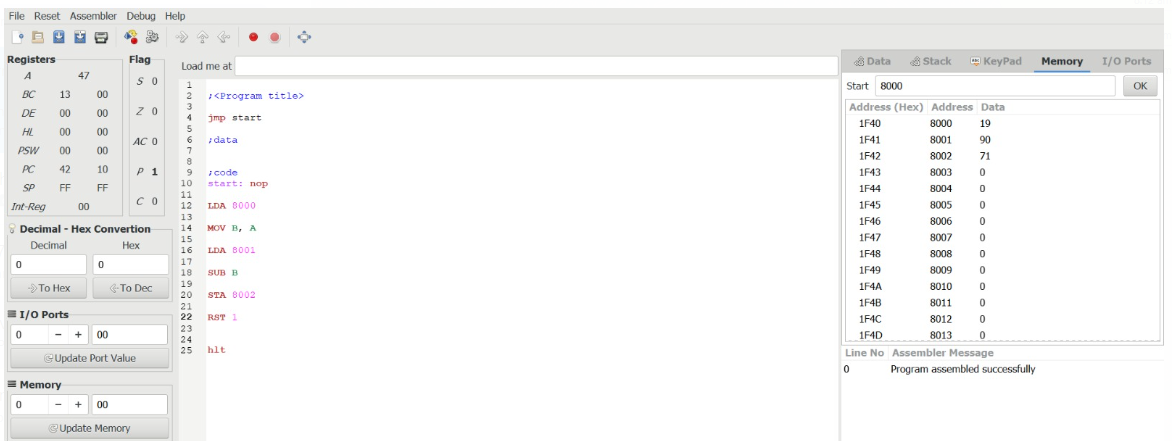 File Reset Assembler Debug Help
Registers
A 47
BC 13 00
DE 00 00
HL 00 00
PSW 00 00
PC 42 10
SP FF FF
Int-Reg 00
Flag
S 0
Z 0
AC 0
P 1
C 0
Decimal - Hex Convertion
Decimal Hex
0 0
To Hex To Dec
I/O Ports
0 - + 00
Update Port Value
Memory
0 - + 00
Update Memory
Load me at
1
2 ;<Program title>
3
4 jmp start
5
6 ;data
7
8
9 ;code
10 start: nop
11
12 LDA 8000
13
14 MOV B, A
15
16 LDA 8001
17
18 SUB B
19
20 STA 8002
21
22 RST 1
23
24
25 hlt
Data Stack KeyPad Memory I/O Ports
Start 8000 OK
Address (Hex) Address Data
1F40 8000 19
1F41 8001 90
1F42 8002 71
1F43 8003 0
1F44 8004 0
1F45 8005 0
1F46 8006 0
1F47 8007 0
1F48 8008 0
1F49 8009 0
1F4A 8010 0
1F4B 8011 0
1F4C 8012 0
1F4D 8013 0
Line No Assembler Message
0 Program assembled successfully